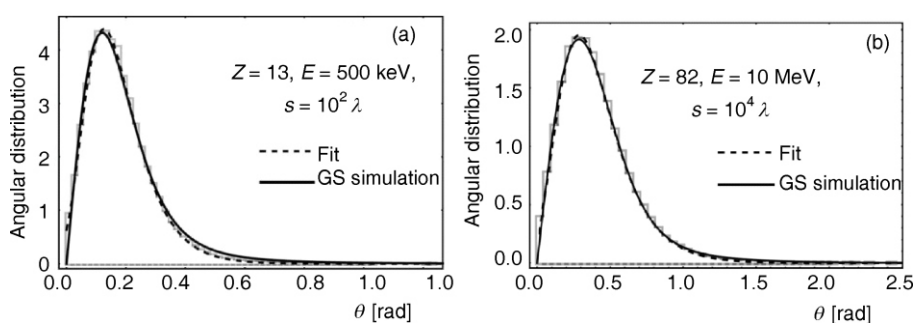 (a)
Z = 13, E = 500 keV,
s = 10² λ
Fit
GS simulation
Angular distribution
4
3
2
1
0
0.0 0.2 0.4 0.6 0.8 1.0 1.0
θ [rad]
(b)
Z = 82, E = 10 MeV,
s = 10⁴ λ
Fit
GS simulation
Angular distribution
2.0
1.5
1.0
0.5
0.0
0.0 0.5 1.0 1.5 2.0 2.5
θ [rad]